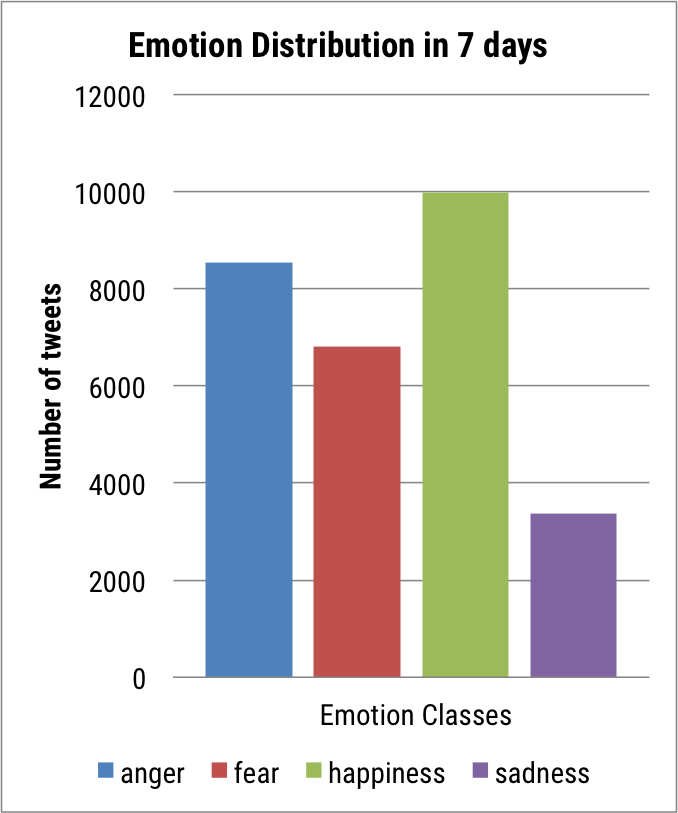 Emotion Distribution in 7 days
12000
10000
8000
6000
4000
2000
0
Number of tweets
Emotion Classes
anger fear happiness sadness